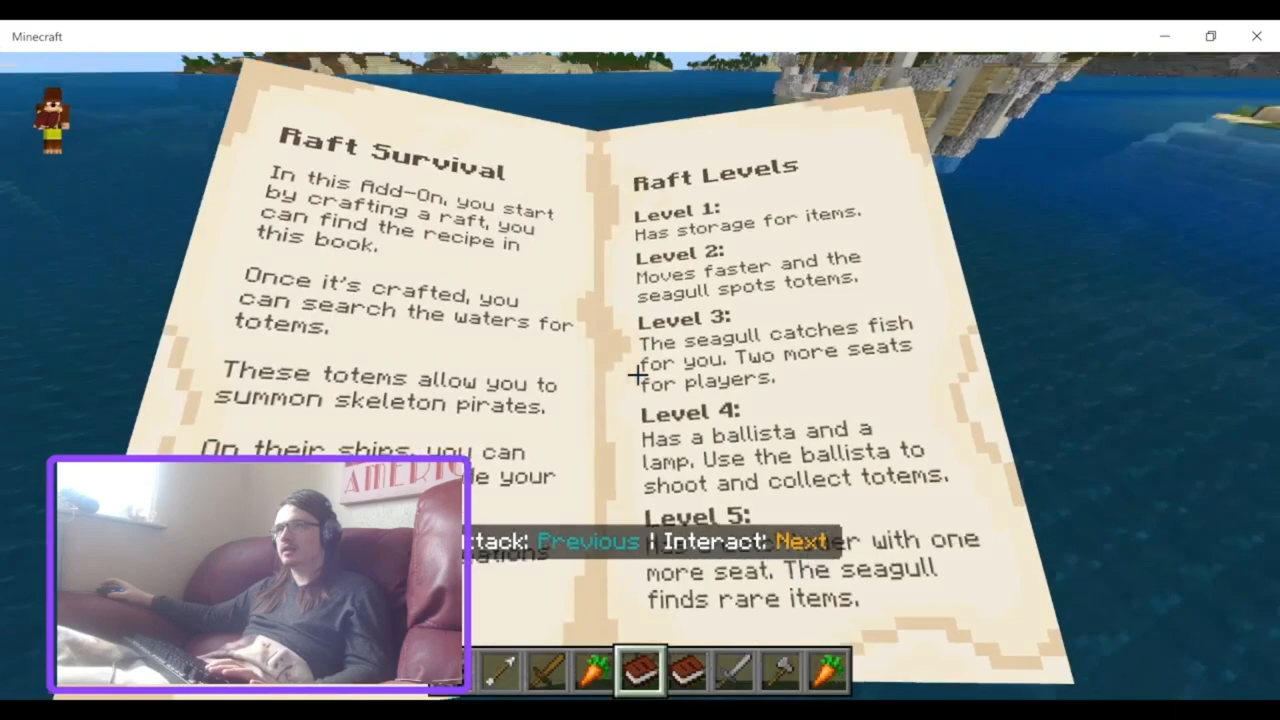 Minecraft
Raft Survival
In this Add-On, you start
by crafting a raft, you
can find the recipe in
this book.
Once it's crafted, you
can search the waters for
totems.
These totems allow you to
summon skeleton pirates.
On their ships, you can
your
Raft Levels
Level 1:
Has storage for items.
Level 2:
Moves faster and the
seagull spots totems.
Level 3:
The seagull catches fish
for you. Two more seats
for players.
Level 4:
Has a ballista and a
lamp. Use the ballista to
shoot and collect totems.
Level 5:
with one
more seat. The seagull
finds rare items.
Previous | Interact: Next